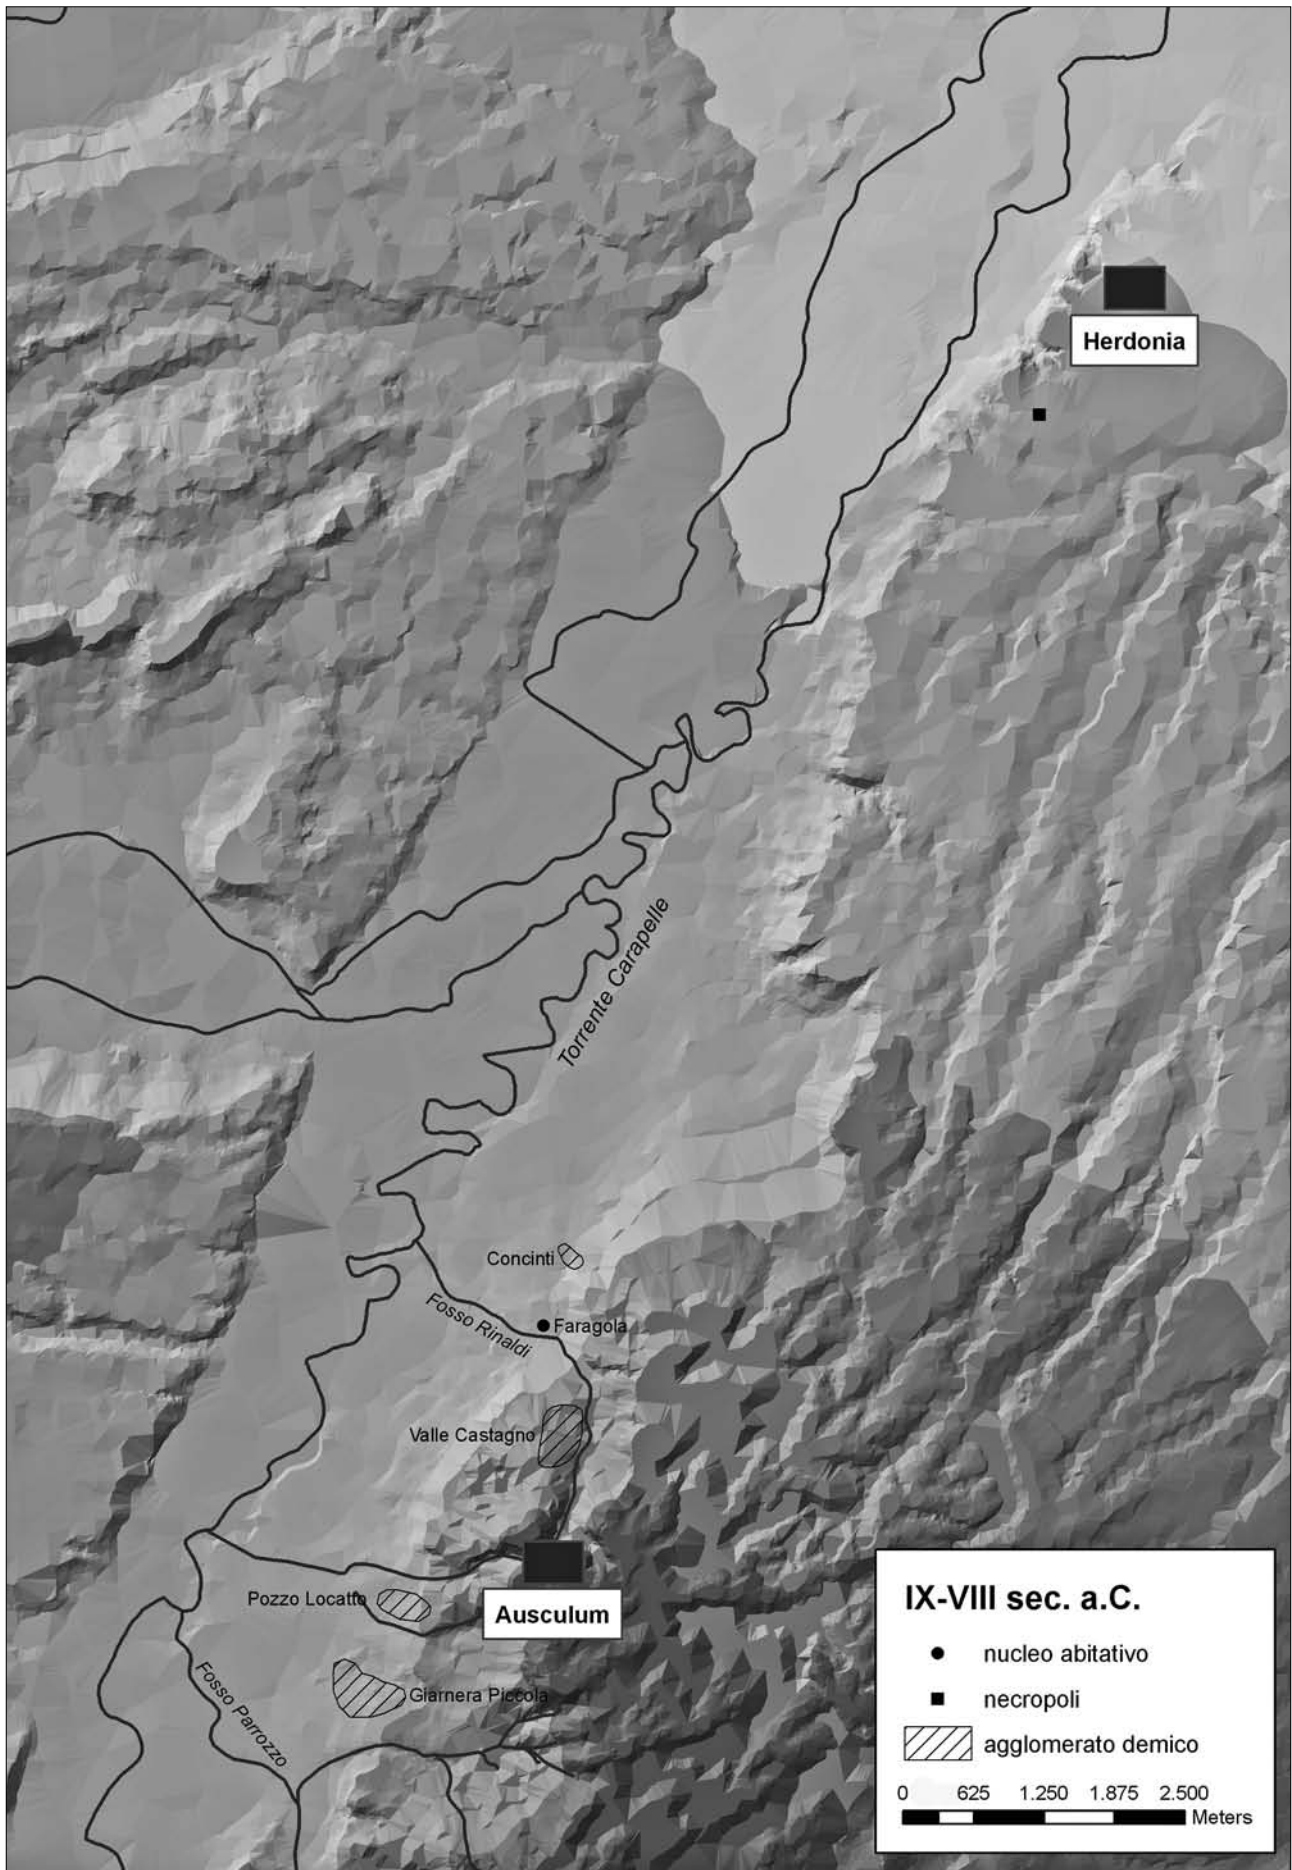 Herdonia
Torrente Carapelle
Concinti
Fosso Rinaldi
Faragola
Valle Castagno
Pozzo Locatto
Ausculum
Fosso Parrozzo
Giarnera Piccola
IX-VIII sec. a.C.
nucleo abitativo
necropoli
agglomerato demico
0 625 1.250 1.875 2.500
Meters